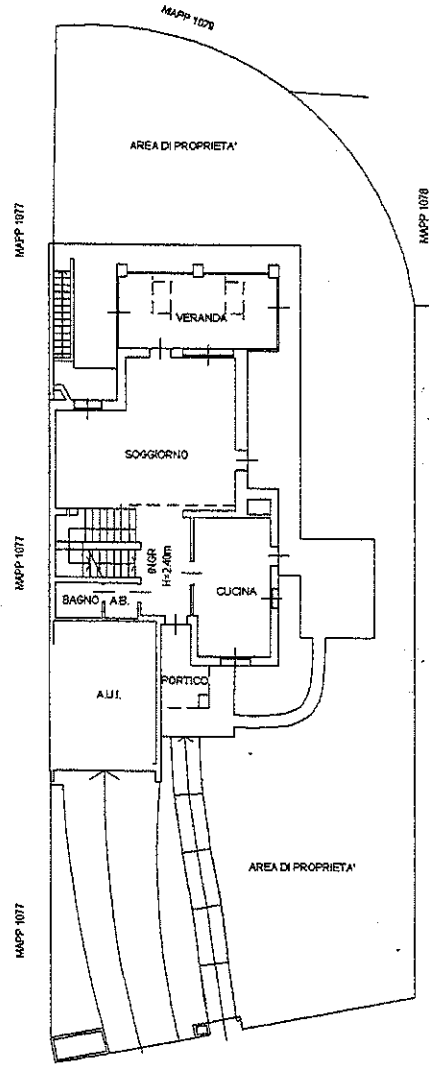 MAPP 1079
AREA DI PROPRIETA'
MAPP 1077
MAPP 1078
VERANDA
SOGGIORNO
MAPP 1077
INGR
H=2.40m
CUCINA
BAGNO
A.B.
PORTICO
A.U.I.
AREA DI PROPRIETA'
MAPP 1077